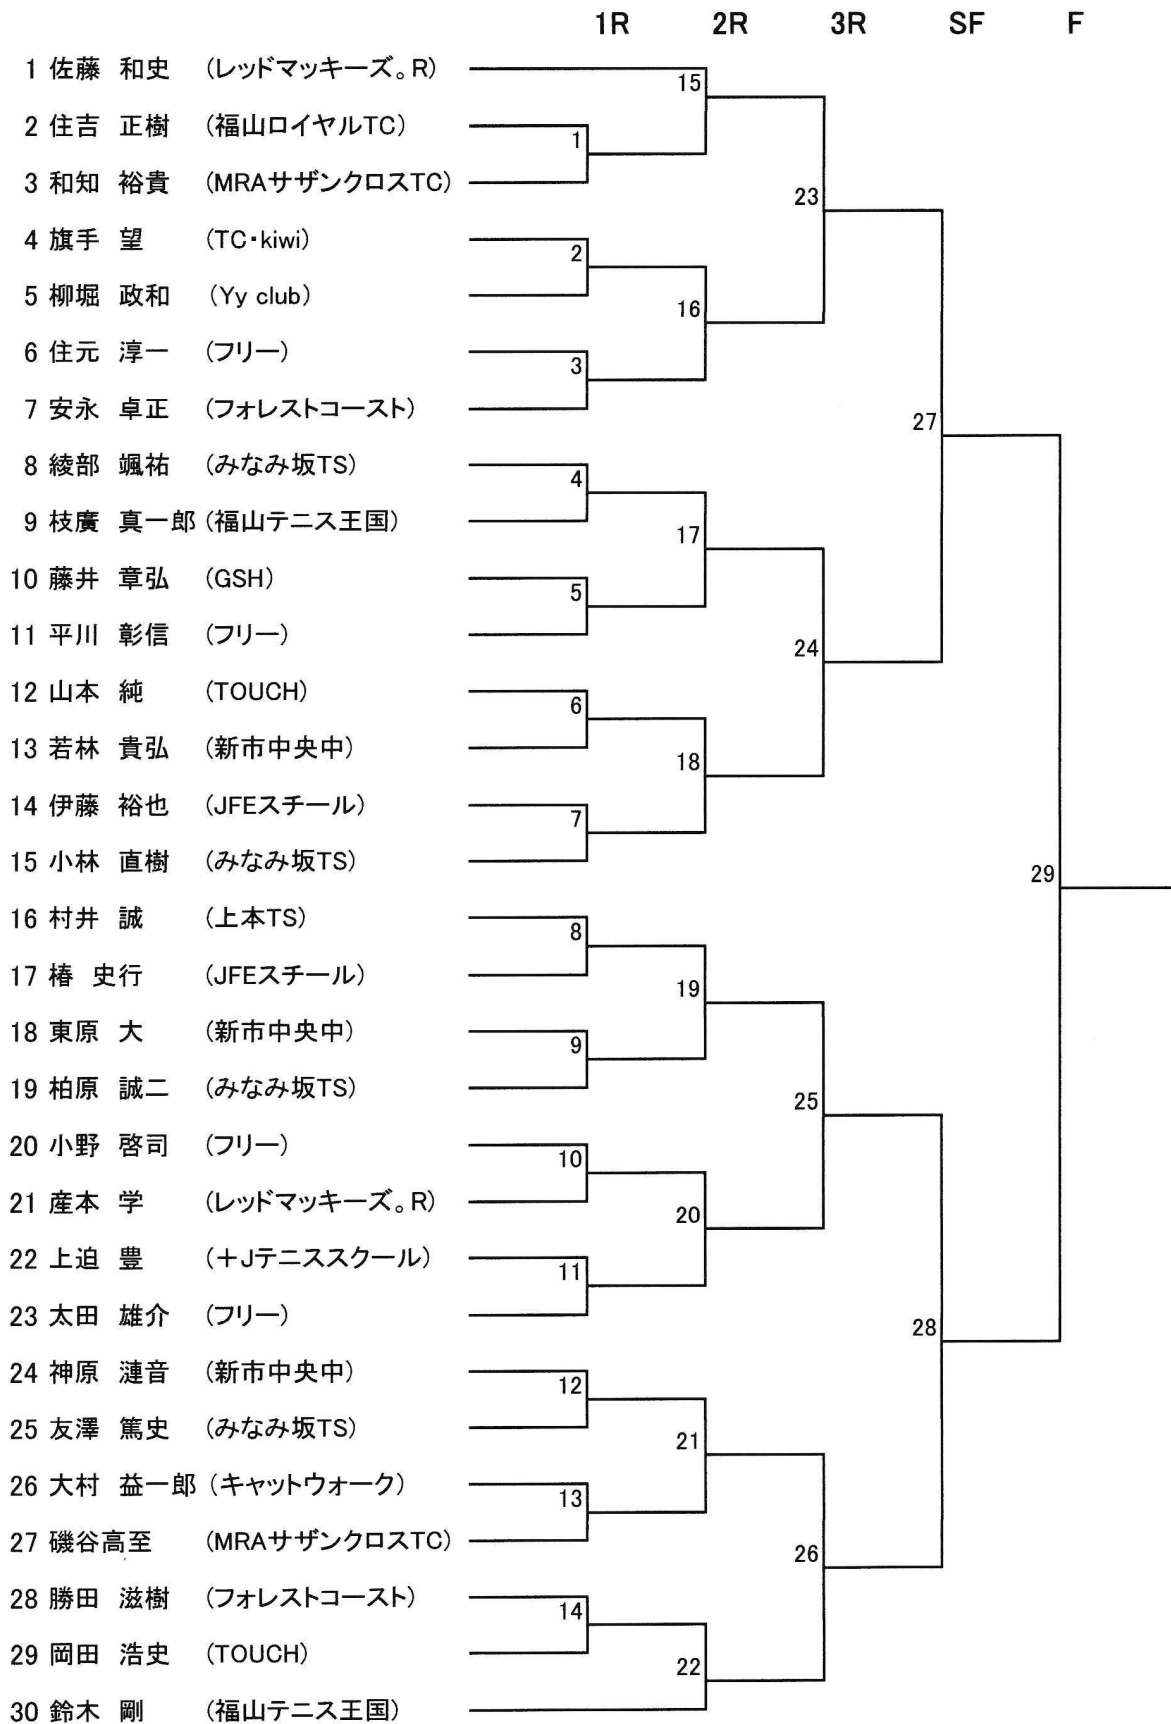 1R 2R 3R SF F
1 佐藤 和史 (レッドマッキーズ。R)
2 住吉 正樹 (福山ロイヤルTC)
3 和知 裕貴 (MRAサザンクロスTC)
4 旗手 望 (TC・kiwi)
5 柳堀 政和 (Yy club)
6 住元 淳一 (フリー)
7 安永 卓正 (フォレストコースト)
8 綾部 颯祐 (みなみ坂TS)
9 枝廣 真一郎 (福山テニス王国)
10 藤井 章弘 (GSH)
11 平川 彰信 (フリー)
12 山本 純 (TOUCH)
13 若林 貴弘 (新市中央中)
14 伊藤 裕也 (JFEスチール)
15 小林 直樹 (みなみ坂TS)
16 村井 誠 (上本TS)
17 椿 史行 (JFEスチール)
18 東原 大 (新市中央中)
19 柏原 誠二 (みなみ坂TS)
20 小野 啓司 (フリー)
21 産本 学 (レッドマッキーズ。R)
22 上迫 豊 (＋Jテニススクール)
23 太田 雄介 (フリー)
24 神原 漣音 (新市中央中)
25 友澤 篤史 (みなみ坂TS)
26 大村 益一郎 (キャットウォーク)
27 磯谷高至 (MRAサザンクロスTC)
28 勝田 滋樹 (フォレストコースト)
29 岡田 浩史 (TOUCH)
30 鈴木 剛 (福山テニス王国)
1
2
3
4
5
6
7
8
9
10
11
12
13
14
15
16
17
18
19
20
21
22
23
24
25
26
27
28
29